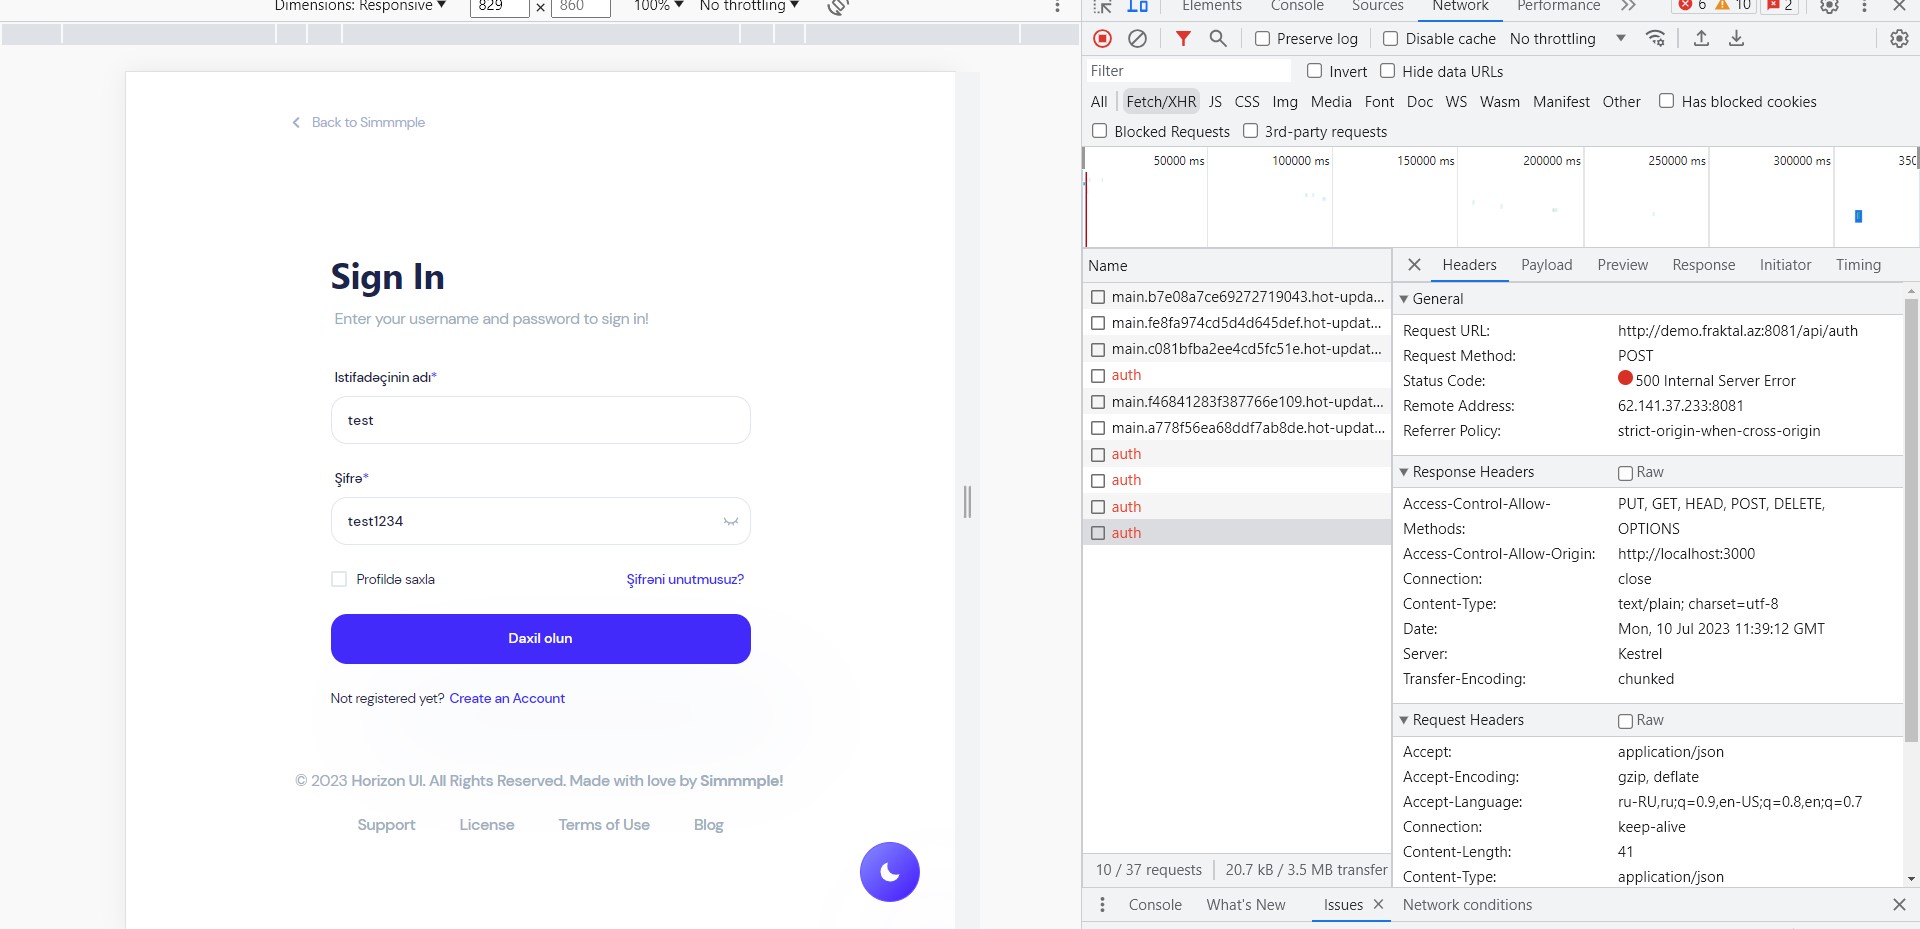 Dimensions: Responsive ▼ 829 × 860 100% ▼ No throttling ▼
Back to Simmmple
Sign In
Enter your username and password to sign in!
Istifadəçinin adı*
test
Şifrə*
test1234
Profildə saxla
Şifrəni unutmusuz?
Daxil olun
Not registered yet? Create an Account
© 2023 Horizon UI. All Rights Reserved. Made with love by Simmmple!
Support License Terms of Use Blog
Elements Console Sources Network Performance » 6 10 2
Preserve log Disable cache No throttling
Filter Invert Hide data URLs
All Fetch/XHR JS CSS Img Media Font Doc WS Wasm Manifest Other Has blocked cookies
Blocked Requests 3rd-party requests
50000 ms 100000 ms 150000 ms 200000 ms 250000 ms 300000 ms 350
Name
main.b7e08a7ce69272719043.hot-upda...
main.fe8fa974cd5d4d645def.hot-updat...
main.c081bfba2ee4cd5fc51e.hot-updat...
auth
main.f46841283f387766e109.hot-updat...
main.a778f56ea68ddf7ab8de.hot-updat...
auth
auth
auth
auth
10 / 37 requests 20.7 kB / 3.5 MB transfer
Headers Payload Preview Response Initiator Timing
General
Request URL: http://demo.fraktal.az:8081/api/auth
Request Method: POST
Status Code: 500 Internal Server Error
Remote Address: 62.141.37.233:8081
Referrer Policy: strict-origin-when-cross-origin
Response Headers Raw
Access-Control-Allow-Methods: PUT, GET, HEAD, POST, DELETE, OPTIONS
Access-Control-Allow-Origin: http://localhost:3000
Connection: close
Content-Type: text/plain; charset=utf-8
Date: Mon, 10 Jul 2023 11:39:12 GMT
Server: Kestrel
Transfer-Encoding: chunked
Request Headers Raw
Accept: application/json
Accept-Encoding: gzip, deflate
Accept-Language: ru-RU,ru;q=0.9,en-US;q=0.8,en;q=0.7
Connection: keep-alive
Content-Length: 41
Content-Type: application/json
Console What's New Issues Network conditions